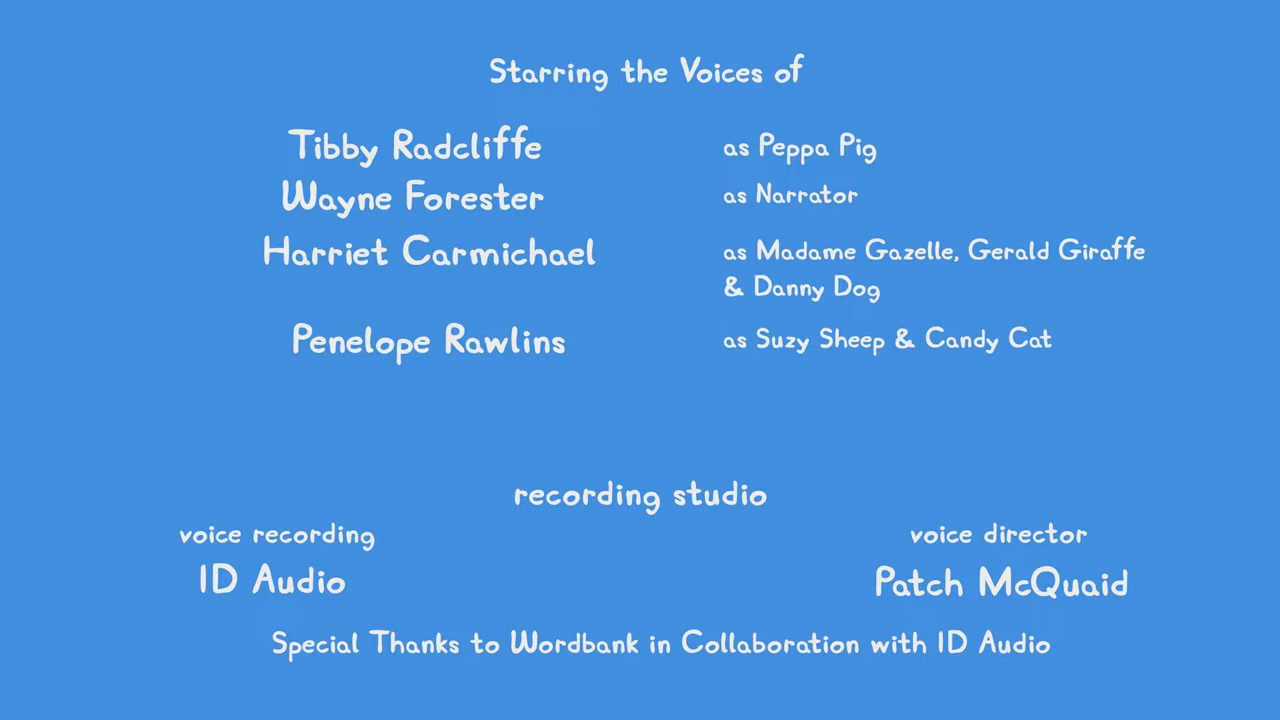 Starring the Voices of
Tibby Radcliffe as Peppa Pig
Wayne Forester as Narrator
Harriet Carmichael as Madame Gazelle, Gerald Giraffe
& Danny Dog
Penelope Rawlins as Suzy Sheep & Candy Cat
recording studio
voice recording voice director
ID Audio Patch McQuaid
Special Thanks to Wordbank in Collaboration with ID Audio